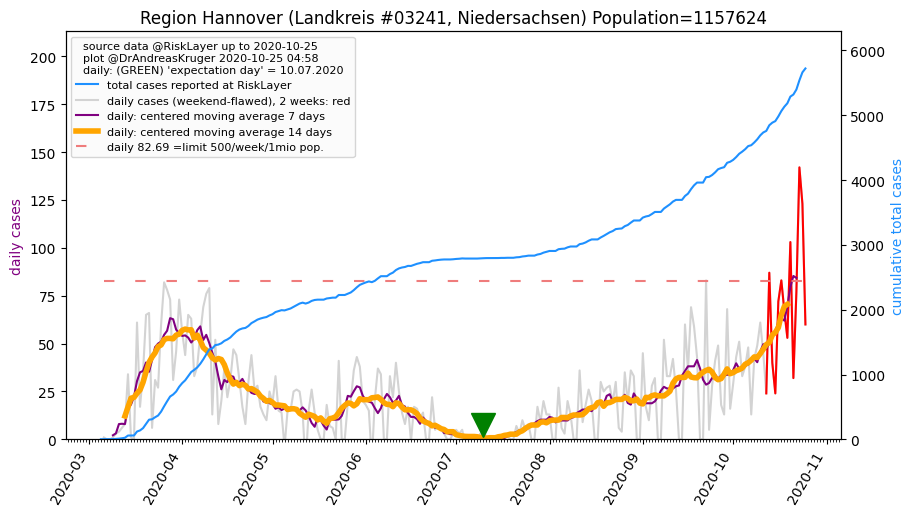 Region Hannover (Landkreis #03241, Niedersachsen) Population=1157624
source data @RiskLayer up to 2020-10-25
plot @DrAndreasKruger 2020-10-25 04:58
daily: (GREEN) 'expectation day' = 10.07.2020
total cases reported at RiskLayer
daily cases (weekend-flawed), 2 weeks: red
daily: centered moving average 7 days
daily: centered moving average 14 days
daily 82.69 =limit 500/week/1mio pop.
daily cases
200
175
150
125
100
75
50
25
0
6000
5000
4000
3000
2000
1000
0
cumulative total cases
2020-03
2020-04
2020-05
2020-06
2020-07
2020-08
2020-09
2020-10
2020-11